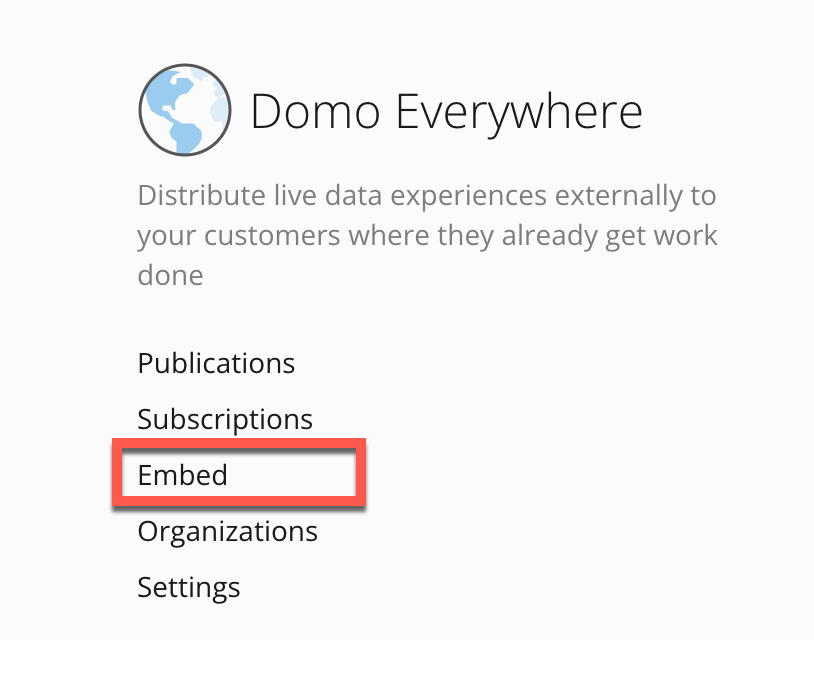 Domo Everywhere
Distribute live data experiences externally to
your customers where they already get work
done
Publications
Subscriptions
Embed
Organizations
Settings